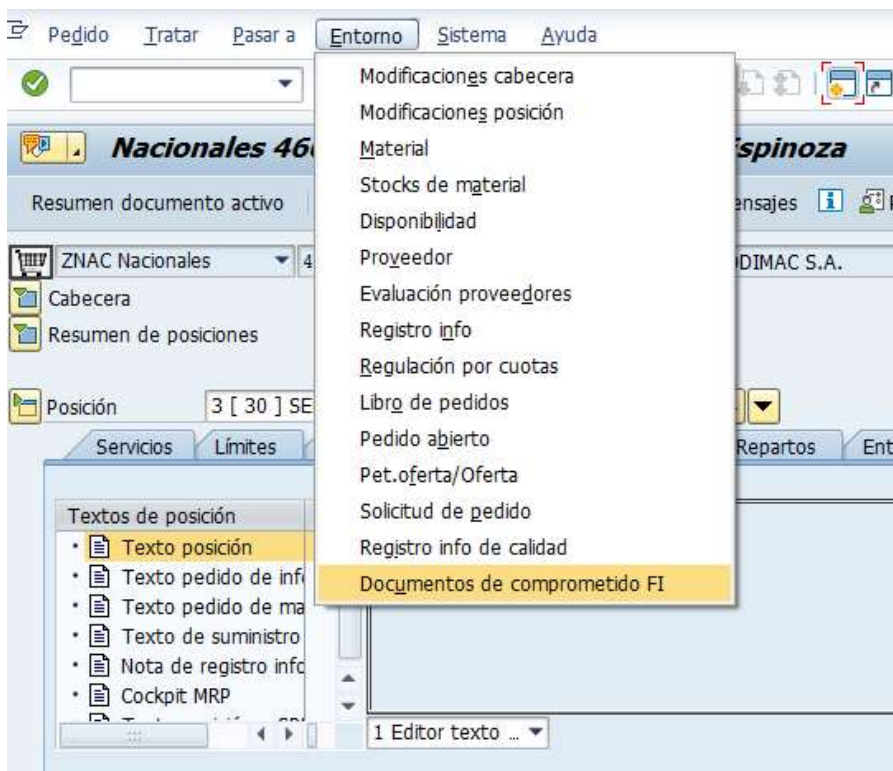 Pedido Tratar Pasar a Entorno Sistema Ayuda
Modificaciones cabecera
Modificaciones posición
Material
Stocks de material
Disponibilidad
Proveedor
Evaluación proveedores
Registro info
Regulación por cuotas
Libro de pedidos
Pedido abierto
Pet.oferta/Oferta
Solicitud de pedido
Registro info de calidad
Documentos de comprometido FI
Nacionales 46 spinoza
Resumen documento activo ensajes
ZNAC Nacionales 4 DIMAC S.A.
Cabecera
Resumen de posiciones
Posición 3 [ 30 ] SE
Servicios Límites Repartos Ent
Textos de posición
Texto posición
Texto pedido de inf
Texto pedido de ma
Texto de suministro
Nota de registro info
Cockpit MRP
1 Editor texto ...